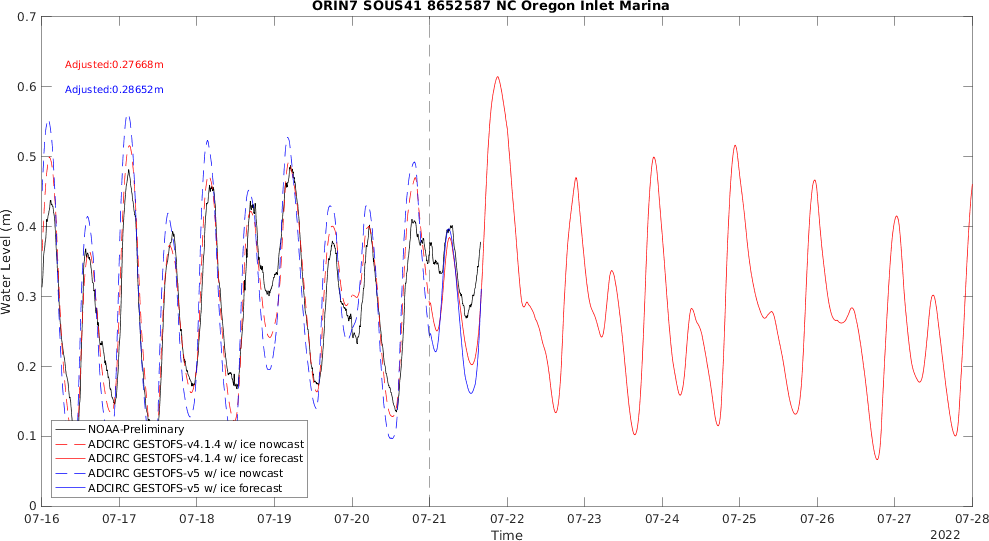 ORIN7 SOUS41 8652587 NC Oregon Inlet Marina
0.7
0.6
0.5
0.4
0.3
0.2
0.1
0
Water Level (m)
Adjusted:0.27668m
Adjusted:0.28652m
NOAA-Preliminary
ADCIRC GESTOFS-v4.1.4 w/ ice nowcast
ADCIRC GESTOFS-v4.1.4 w/ ice forecast
ADCIRC GESTOFS-v5 w/ ice nowcast
ADCIRC GESTOFS-v5 w/ ice forecast
07-16 07-17 07-18 07-19 07-20 07-21 07-22 07-23 07-24 07-25 07-26 07-27 07-28
Time
2022